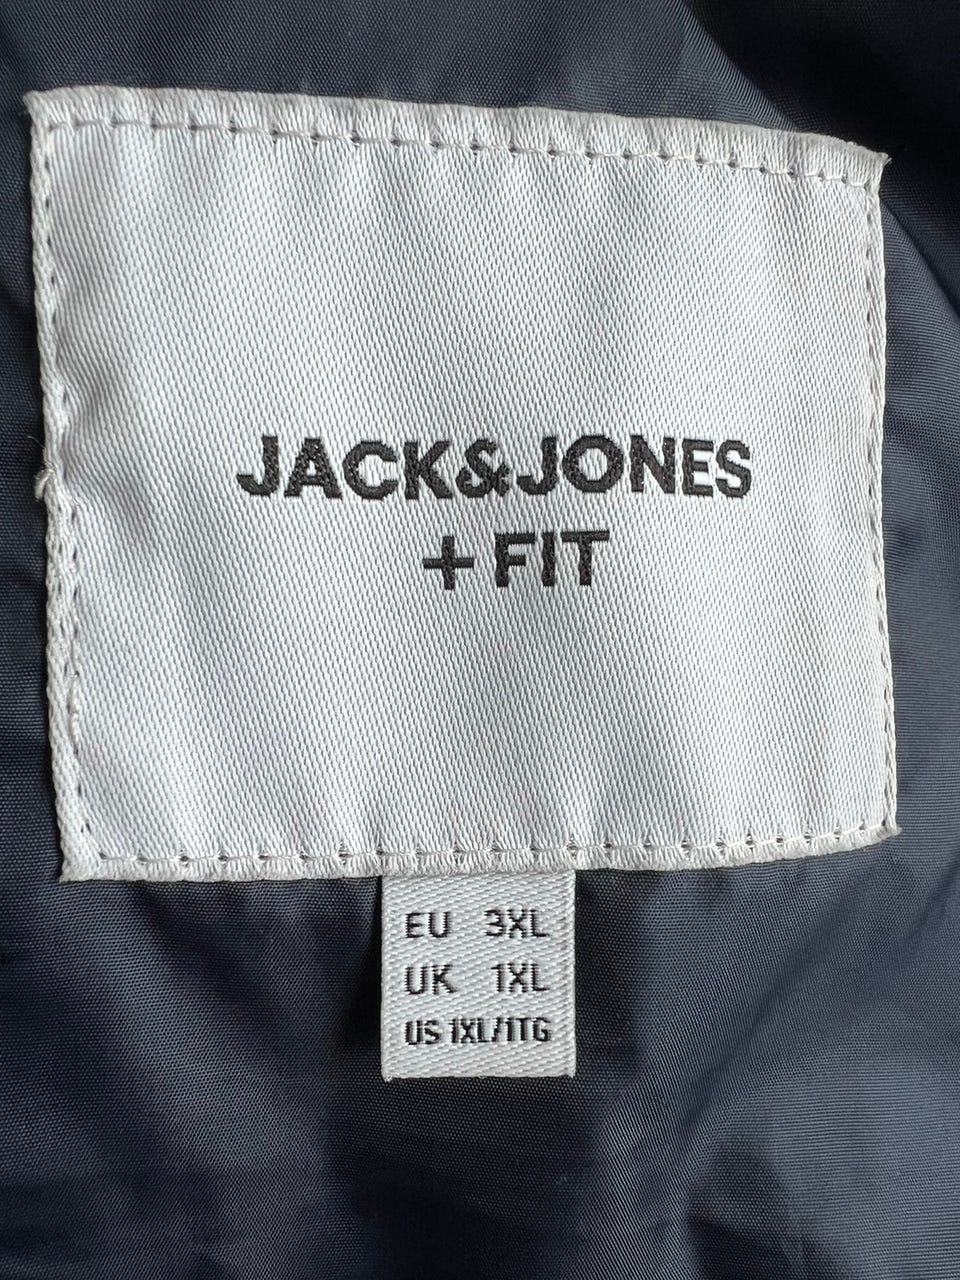 JACK&JONES
+ FIT
EU 3XL
UK 1XL
US 1XL/1TG